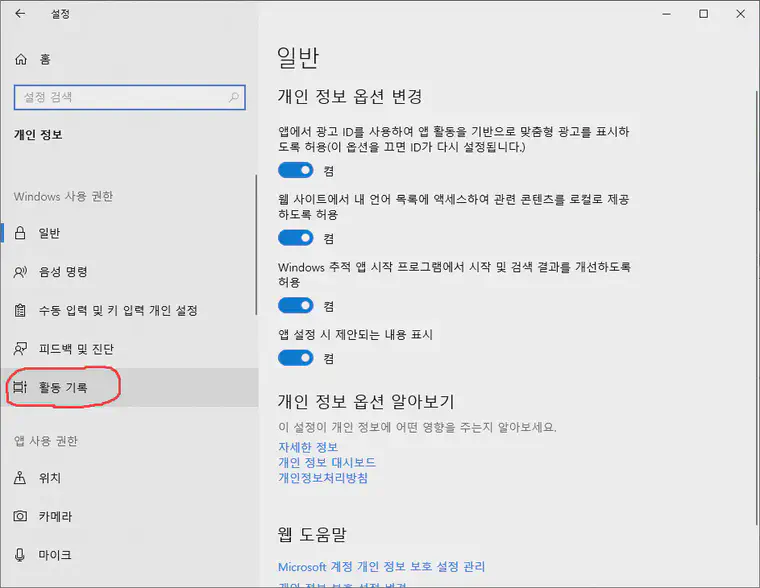 설정
홈
설정 검색
개인 정보
Windows 사용 권한
일반
음성 명령
수동 입력 및 키 입력 개인 설정
피드백 및 진단
활동 기록
앱 사용 권한
위치
카메라
마이크
일반
개인 정보 옵션 변경
앱에서 광고 ID를 사용하여 앱 활동을 기반으로 맞춤형 광고를 표시하
도록 허용(이 옵션을 끄면 ID가 다시 설정됩니다.)
켬
웹 사이트에서 내 언어 목록에 액세스하여 관련 콘텐츠를 로컬로 제공
하도록 허용
켬
Windows 추적 앱 시작 프로그램에서 시작 및 검색 결과를 개선하도록
허용
켬
앱 설정 시 제안되는 내용 표시
켬
개인 정보 옵션 알아보기
이 설정이 개인 정보에 어떤 영향을 주는지 알아보세요.
자세한 정보
개인 정보 대시보드
개인정보처리방침
웹 도움말
Microsoft 계정 개인 정보 보호 설정 관리
개인 정보 보호 설정 변경